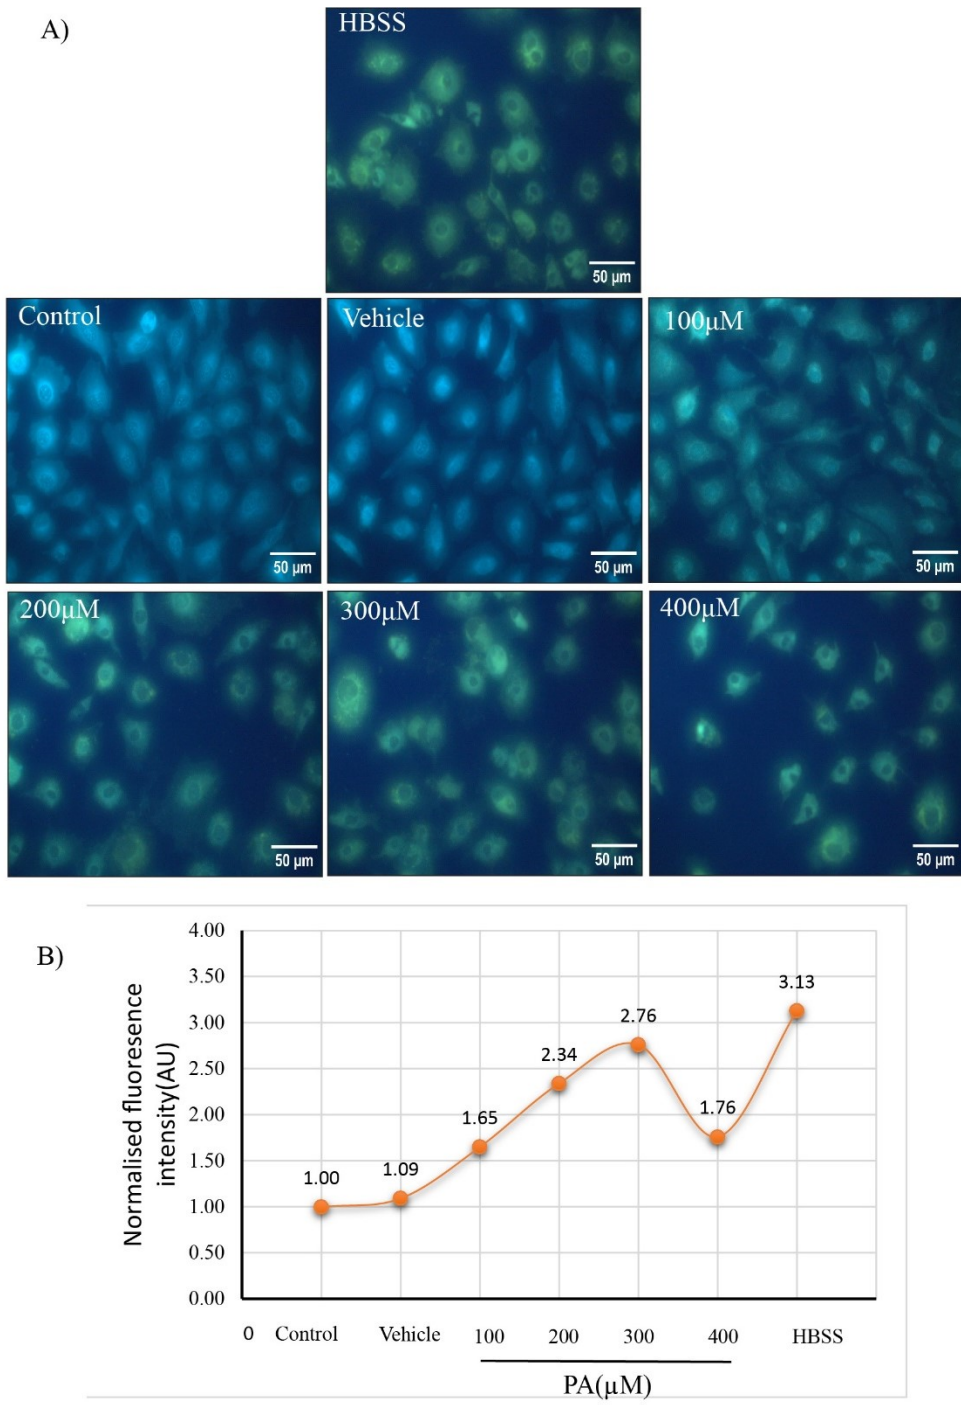 A)
HBSS
50 µm
Control
Vehicle
100µM
50 µm
50 µm
50 µm
200µM
300µM
400µM
50 µm
50 µm
50 µm
B)
Normalised fluoresence
intensity(AU)
4.00
3.50
3.00
2.50
2.00
1.50
1.00
0.50
0.00
1.00
1.09
1.65
2.34
2.76
1.76
3.13
0 Control Vehicle 100 200 300 400 HBSS
PA(µM)